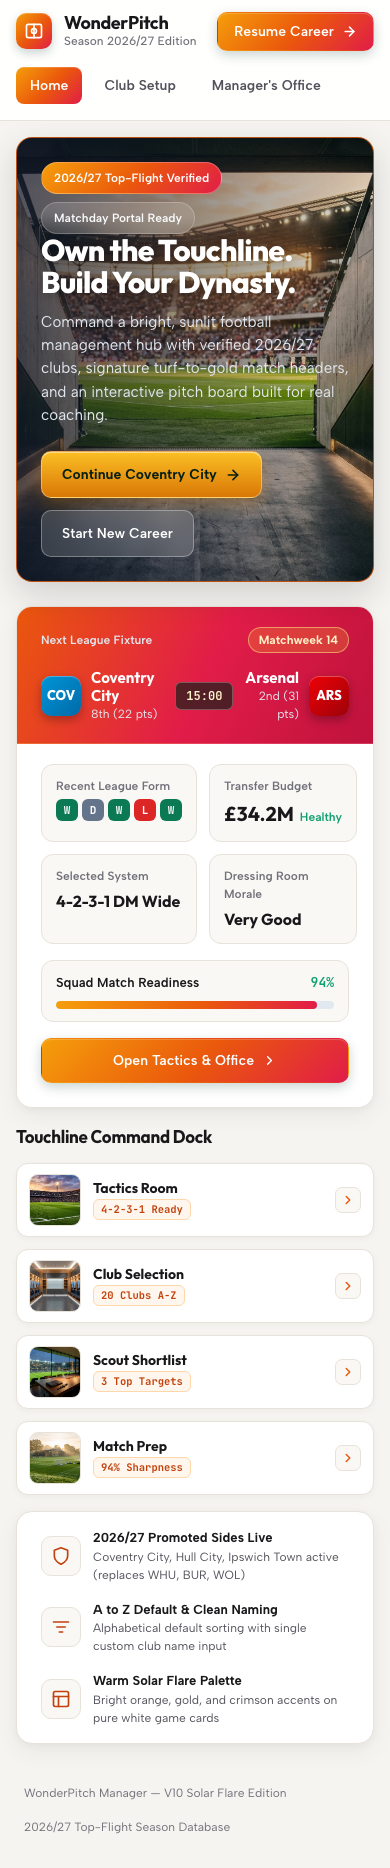 WonderPitch
Season 2026/27 Edition
Resume Career
Home
Club Setup
Manager's Office
2026/27 Top-Flight Verified
Matchday Portal Ready
Own the Touchline.
Build Your Dynasty.
Command a bright, sunlit football
management hub with verified 2026/27
clubs, signature turf-to-gold match headers,
and an interactive pitch board built for real
coaching.
Continue Coventry City
Start New Career
Next League Fixture
Matchweek 14
COV
Coventry
City
8th (22 pts)
15:00
Arsenal
2nd (31
pts)
ARS
Recent League Form
W D W L W
Transfer Budget
£34.2M Healthy
Selected System
4-2-3-1 DM Wide
Dressing Room
Morale
Very Good
Squad Match Readiness
94%
Open Tactics & Office
Touchline Command Dock
Tactics Room
4-2-3-1 Ready
Club Selection
20 Clubs A-Z
Scout Shortlist
3 Top Targets
Match Prep
94% Sharpness
2026/27 Promoted Sides Live
Coventry City, Hull City, Ipswich Town active
(replaces WHU, BUR, WOL)
A to Z Default & Clean Naming
Alphabetical default sorting with single
custom club name input
Warm Solar Flare Palette
Bright orange, gold, and crimson accents on
pure white game cards
WonderPitch Manager — V10 Solar Flare Edition
2026/27 Top-Flight Season Database